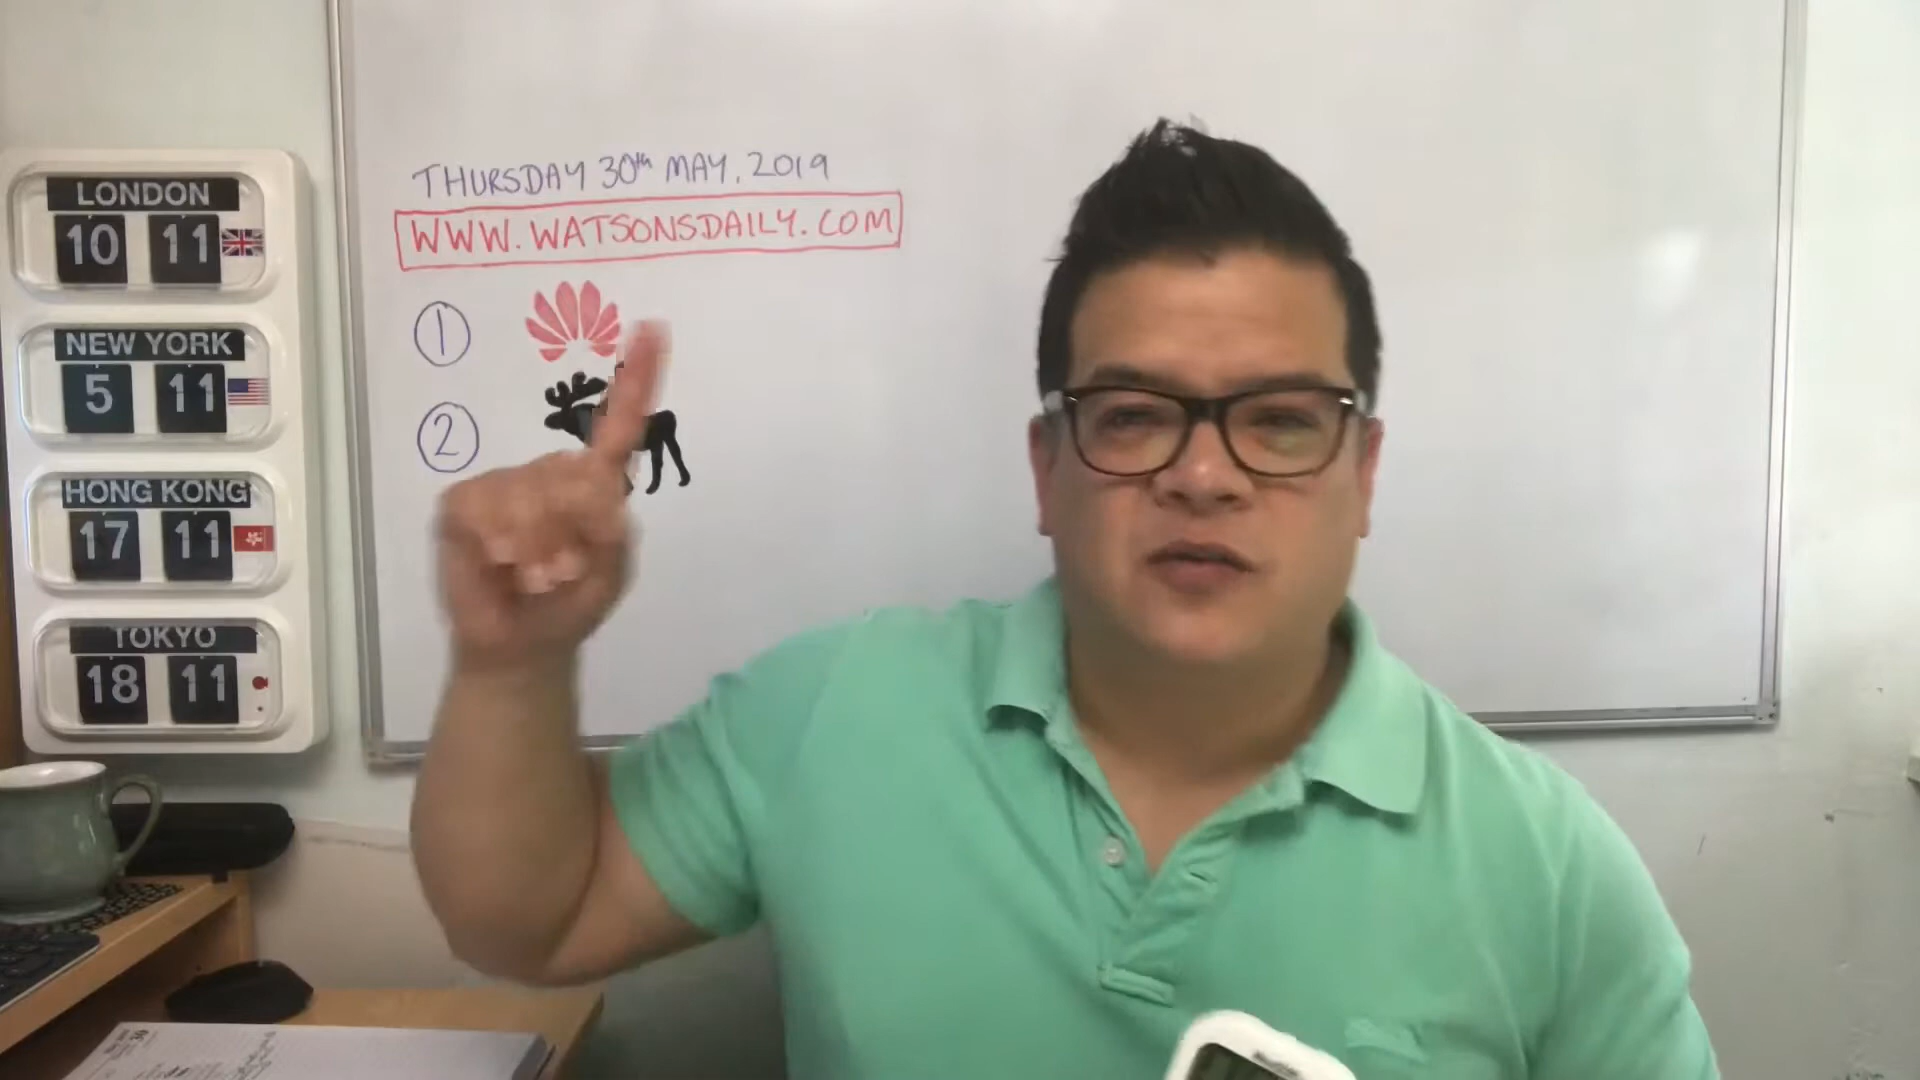 THURSDAY 30th MAY, 2019
WWW.WATSONSDAILY.COM
1
2
LONDON
10 11
NEW YORK
5 11
HONG KONG
17 11
TOKYO
18 11
30